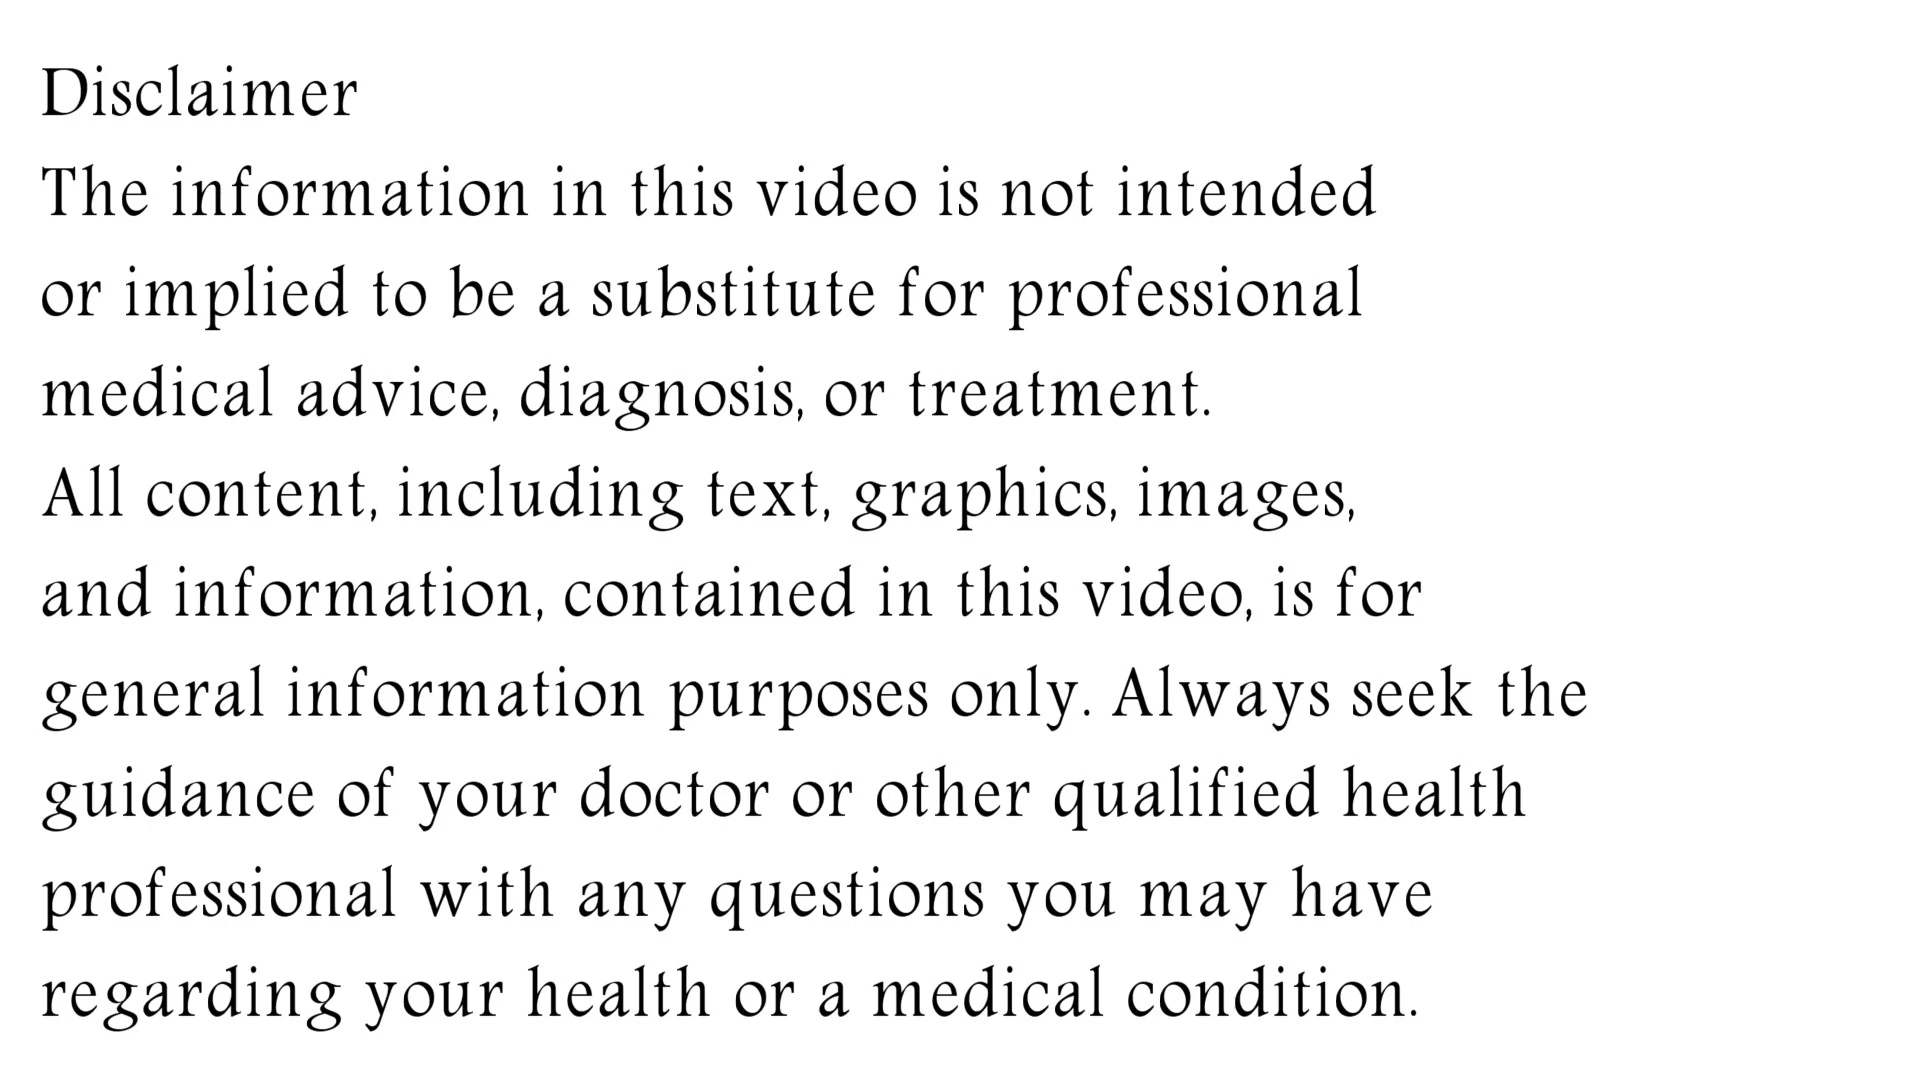 Disclaimer
The information in this video is not intended
or implied to be a substitute for professional
medical advice, diagnosis, or treatment.
All content, including text, graphics, images,
and information, contained in this video, is for
general information purposes only. Always seek the
guidance of your doctor or other qualified health
professional with any questions you may have
regarding your health or a medical condition.